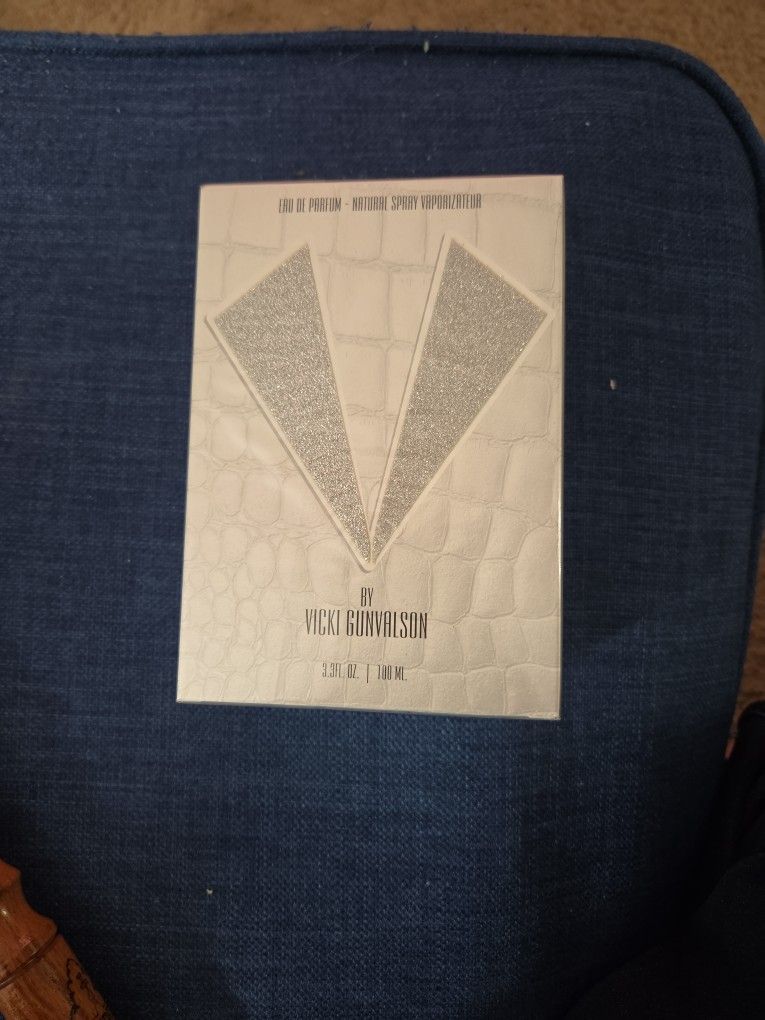 EAU DE PARFUM - NATURAL SPRAY VAPORIZATEUR
BY
VICKI GUNVALSON
3.3FL. OZ. | 100 ML.